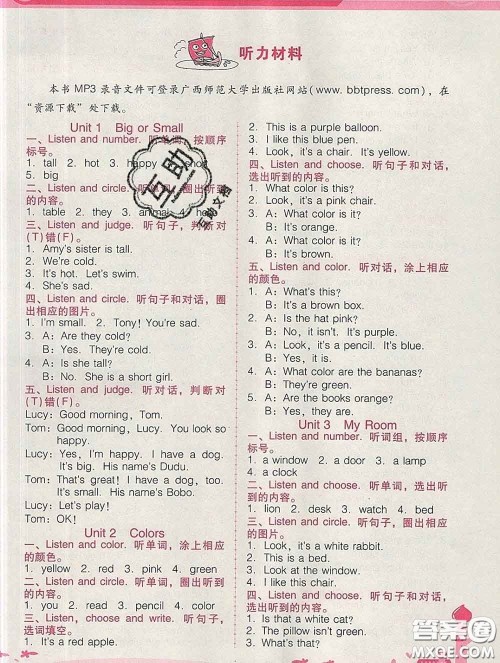 听力材料
本书MP3录音文件可登录广西师范大学出版社网站(www. bbtpress. com)，在
“资源下载”处下载。
Unit 1 Big or Small
一、Listen and number. 听单词，按顺序
标号。
1. tall 2. hot 3. happy 4. short
5. big
二、Listen and circle. 听单词，圈出听到
的内容。
1. table 2. they 3. animal 4. he
三、Listen and judge. 听句子，判断对
(T)错(F)。
1. Amy's sister is tall.
2. We're cold.
3. It's hot. Let's swim.
4. She's sad.
四、Listen and circle. 听句子和对话，圈
出相应的图片。
1. I'm small. 2. Tony! You're sad.
3. A: Are they cold?
B: Yes. They're cold.
4. A: Is she tall?
B: No. She is a short girl.
五、Listen and judge. 听对话，判断对
(T)错(F)。
Lucy: Good morning, Tom.
Tom: Good morning, Lucy. You look so
happy.
Lucy: Yes. I'm happy. I have a dog.
It's big. His name's Dudu.
Tom: That's great! I have a dog, too.
It's small. His name is Bobo.
Lucy: Let's play!
Tom: OK!
Unit 2 Colors
一、Listen and color. 听单词，涂上相应
的颜色。
1. yellow 2. red 3. pink 4. green
二、Listen and circle. 听单词，圈出听到
的内容。
1. you 2. read 3. pencil 4. color
三、Listen, choose and write. 听句子，
选词填空。
1. It's a red apple.
2. This is a purple balloon.
3. I like this blue pen.
4. Look, it's a chair. It's yellow.
四、Listen and choose. 听句子和对话，
选出听到的内容。
1. What color is this?
2. Look, it's a pink chair.
3. A: What color is it?
B: It's orange.
4. A: What color is it?
B: It's brown.
五、Listen and color. 听对话，涂上相应
的颜色。
1. A: What's this?
B: It's a brown box.
2. A: Is the hat pink?
B: No, it isn't. It's purple.
3. A: Look, it's a pencil. It's blue.
B: Yes, it is.
4. A: Look at the bananas?
B: They are green.
5. A: Are the books orange?
B: Yes, they are.
Unit 3 My Room
一、Listen and number. 听词组，按顺序
标号。
1. a window 2. a door 3. a lamp
4. a clock
二、Listen and choose. 听单词，选出听
到的内容。
1. lion 2. desk 3. watch 4. bed
三、Listen and circle. 听句子，圈出相应
的图片。
1. Look, it's a white rabbit.
2. This is a bed.
3. Look at the window.
4. I like this chair.
四、Listen and choose. 听句子，选出听
到的内容。
1. Is that a white cat?
2. The pillow isn't green.
3. What's that?
互助
互助文档
答案圈
MXQE.COM